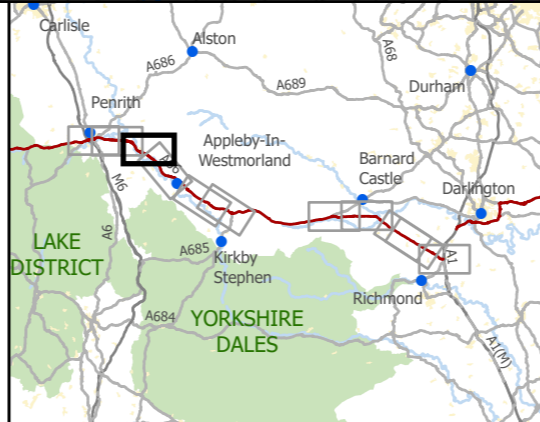 Carlisle
Alston
A686
A68
A689
Durham
Penrith
Appleby-In-
Westmorland
Barnard
Castle
Darlington
M6
A6
LAKE
DISTRICT
A685
Kirkby
Stephen
A1
Richmond
A684
YORKSHIRE
DALES
A1(M)